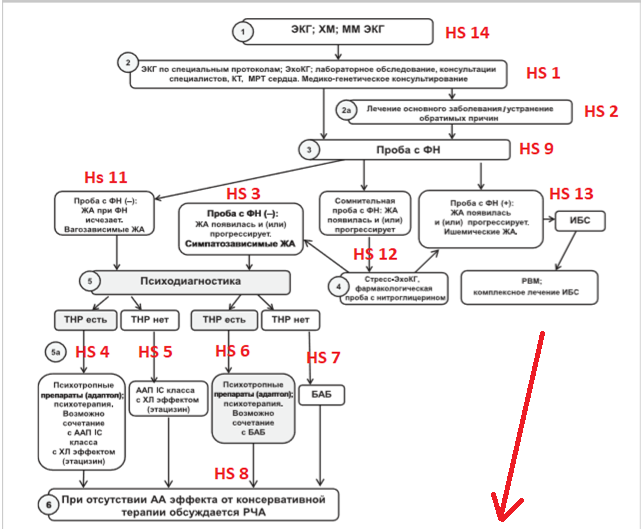 1
ЭКГ; ХМ; ММ ЭКГ
HS 14
2
ЭКГ по специальным протоколам; ЭхоКГ; лабораторное обследование, консультации
специалистов, КТ, МРТ сердца. Медико-генетическое консультирование
HS 1
2а
Лечение основного заболевания/устранение
обратимых причин
HS 2
3
Проба с ФН
HS 9
Hs 11
Проба с ФН (–):
ЖА при ФН
исчезает.
Вагозависимые ЖА
HS 3
Проба с ФН (–):
ЖА появилась и (или)
прогрессирует.
Симпатозависимые ЖА
Сомнительная
проба с ФН: ЖА
появилась и (или)
прогрессирует
HS 12
Проба с ФН (+):
ЖА появилась
и (или) прогрессирует.
Ишемические ЖА.
HS 13
ИБС
4
Стресс-ЭхоКГ,
фармакологическая
проба с нитроглицерином
РВМ;
комплексное лечение ИБС
5
Психодиагностика
ТНР есть
ТНР нет
ТНР есть
ТНР нет
5а
HS 4
HS 5
HS 6
HS 7
Психотропные
препараты (адаптол);
психотерапия.
Возможно
сочетание
с ААП IC
класса
с ХЛ эффектом
(этацизин)
ААП IC класса
с ХЛ эффектом
(этацизин)
Психотропные
препараты (адаптол);
психотерапия.
Возможно
сочетание
с БАБ
БАБ
HS 8
6
При отсутствии АА эффекта от консервативной
терапии обсуждается РЧА